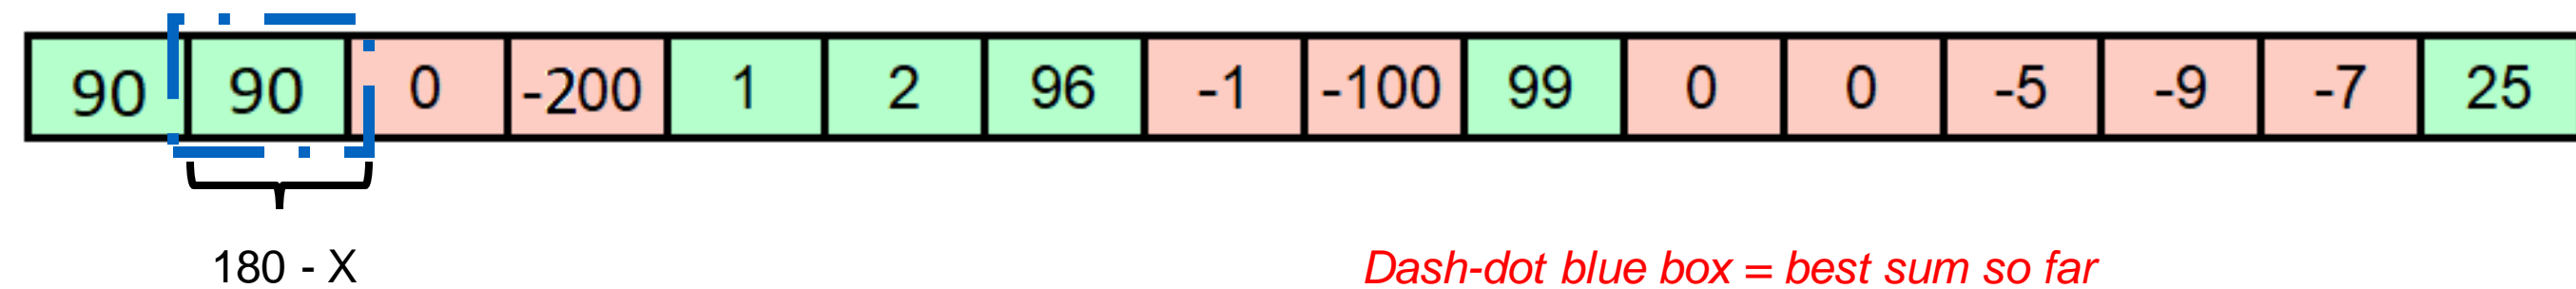 90 90 0 -200 1 2 96 -1 -100 99 0 0 -5 -9 -7 25
180 - X
Dash-dot blue box = best sum so far